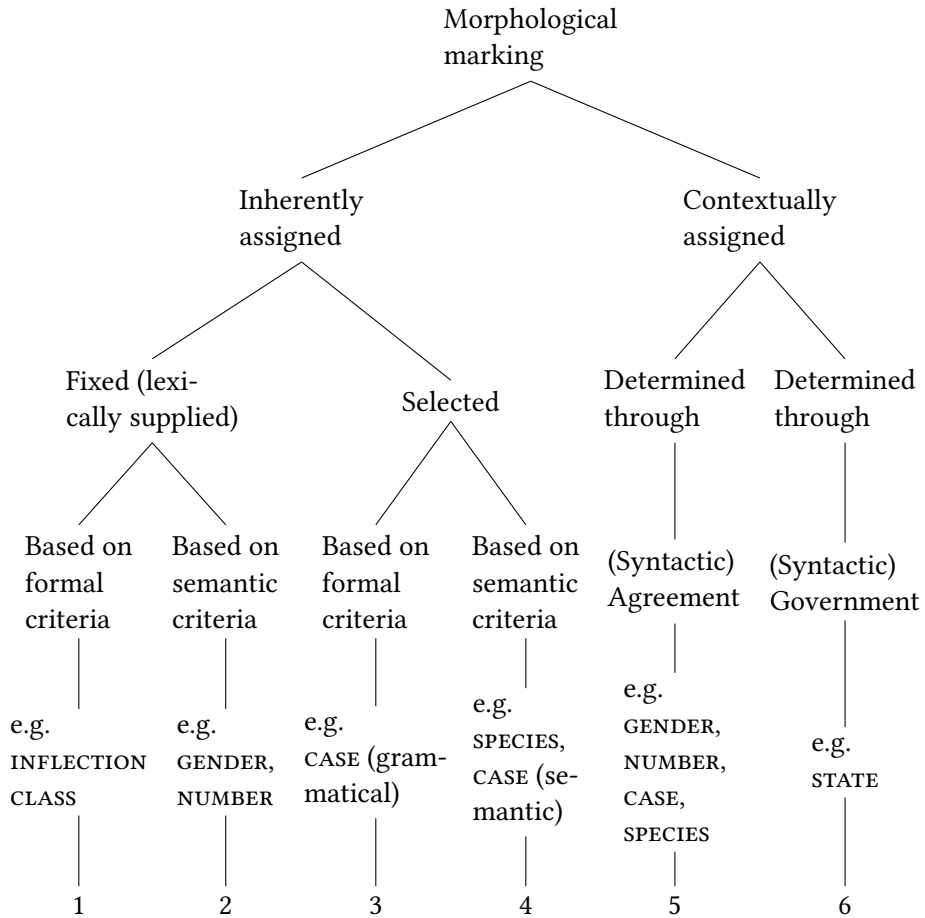 Morphological
marking
Inherently
assigned
Contextually
assigned
Fixed (lexi-
cally supplied)
Selected
Determined
through
Determined
through
Based on
formal
criteria
Based on
semantic
criteria
Based on
formal
criteria
Based on
semantic
criteria
(Syntactic)
Agreement
(Syntactic)
Government
e.g.
INFLECTION
CLASS
e.g.
GENDER,
NUMBER
e.g.
CASE (gram-
matical)
e.g.
SPECIES,
CASE (se-
mantic)
e.g.
GENDER,
NUMBER,
CASE,
SPECIES
e.g.
STATE
1 2 3 4 5 6